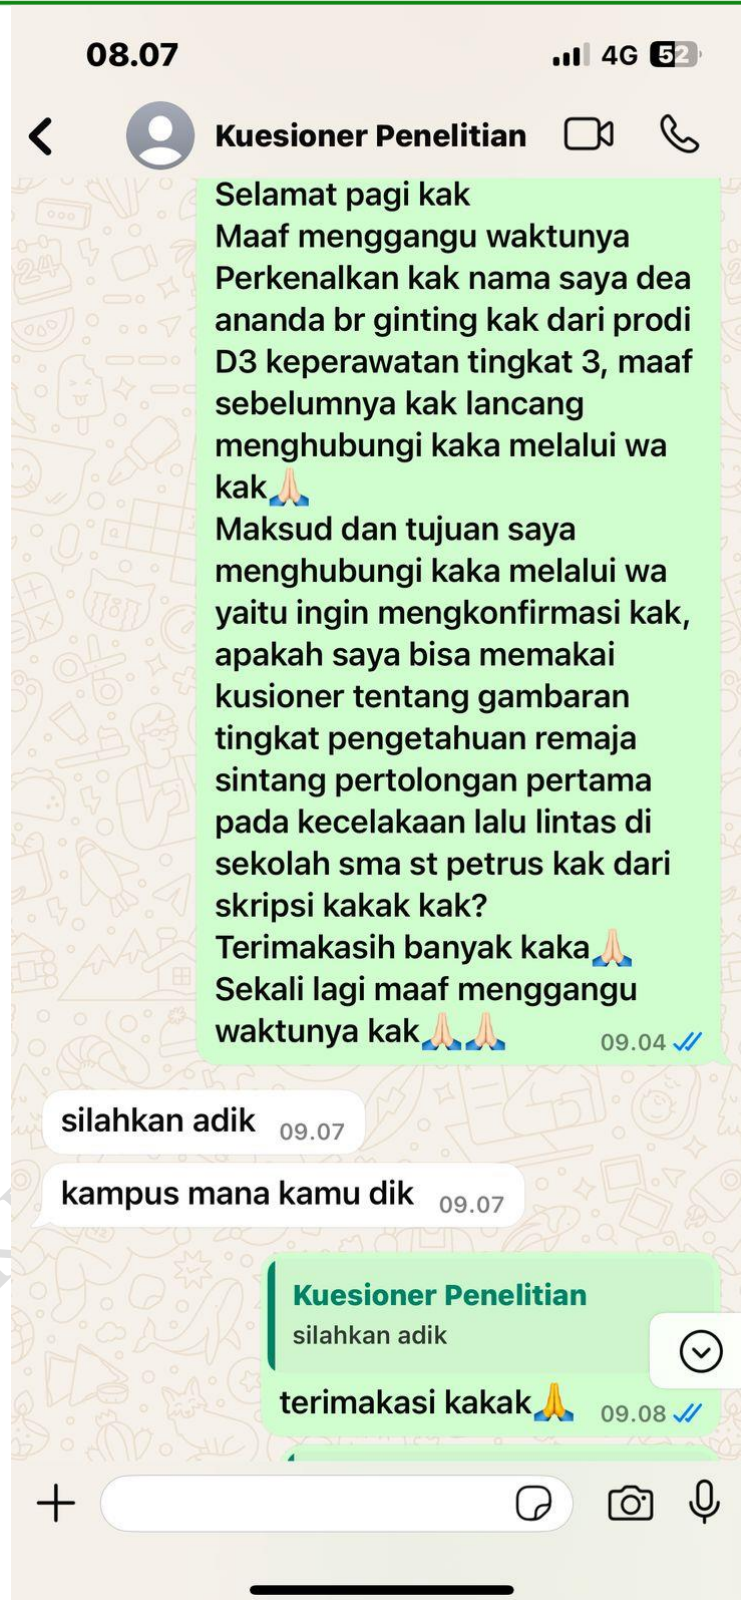 08.07
4G 52
Kuesioner Penelitian
Selamat pagi kak
Maaf menggangu waktunya
Perkenalkan kak nama saya dea
ananda br ginting kak dari prodi
D3 keperawatan tingkat 3, maaf
sebelumnya kak lancang
menghubungi kaka melalui wa
kak🙏🏻
Maksud dan tujuan saya
menghubungi kaka melalui wa
yaitu ingin mengkonfirmasi kak,
apakah saya bisa memakai
kusioner tentang gambaran
tingkat pengetahuan remaja
sintang pertolongan pertama
pada kecelakaan lalu lintas di
sekolah sma st petrus kak dari
skripsi kakak kak?
Terimakasih banyak kaka🙏🏻
Sekali lagi maaf menggangu
waktunya kak🙏🏻🙏🏻 09.04
silahkan adik 09.07
kampus mana kamu dik 09.07
Kuesioner Penelitian
silahkan adik
terimakasi kakak🙏 09.08